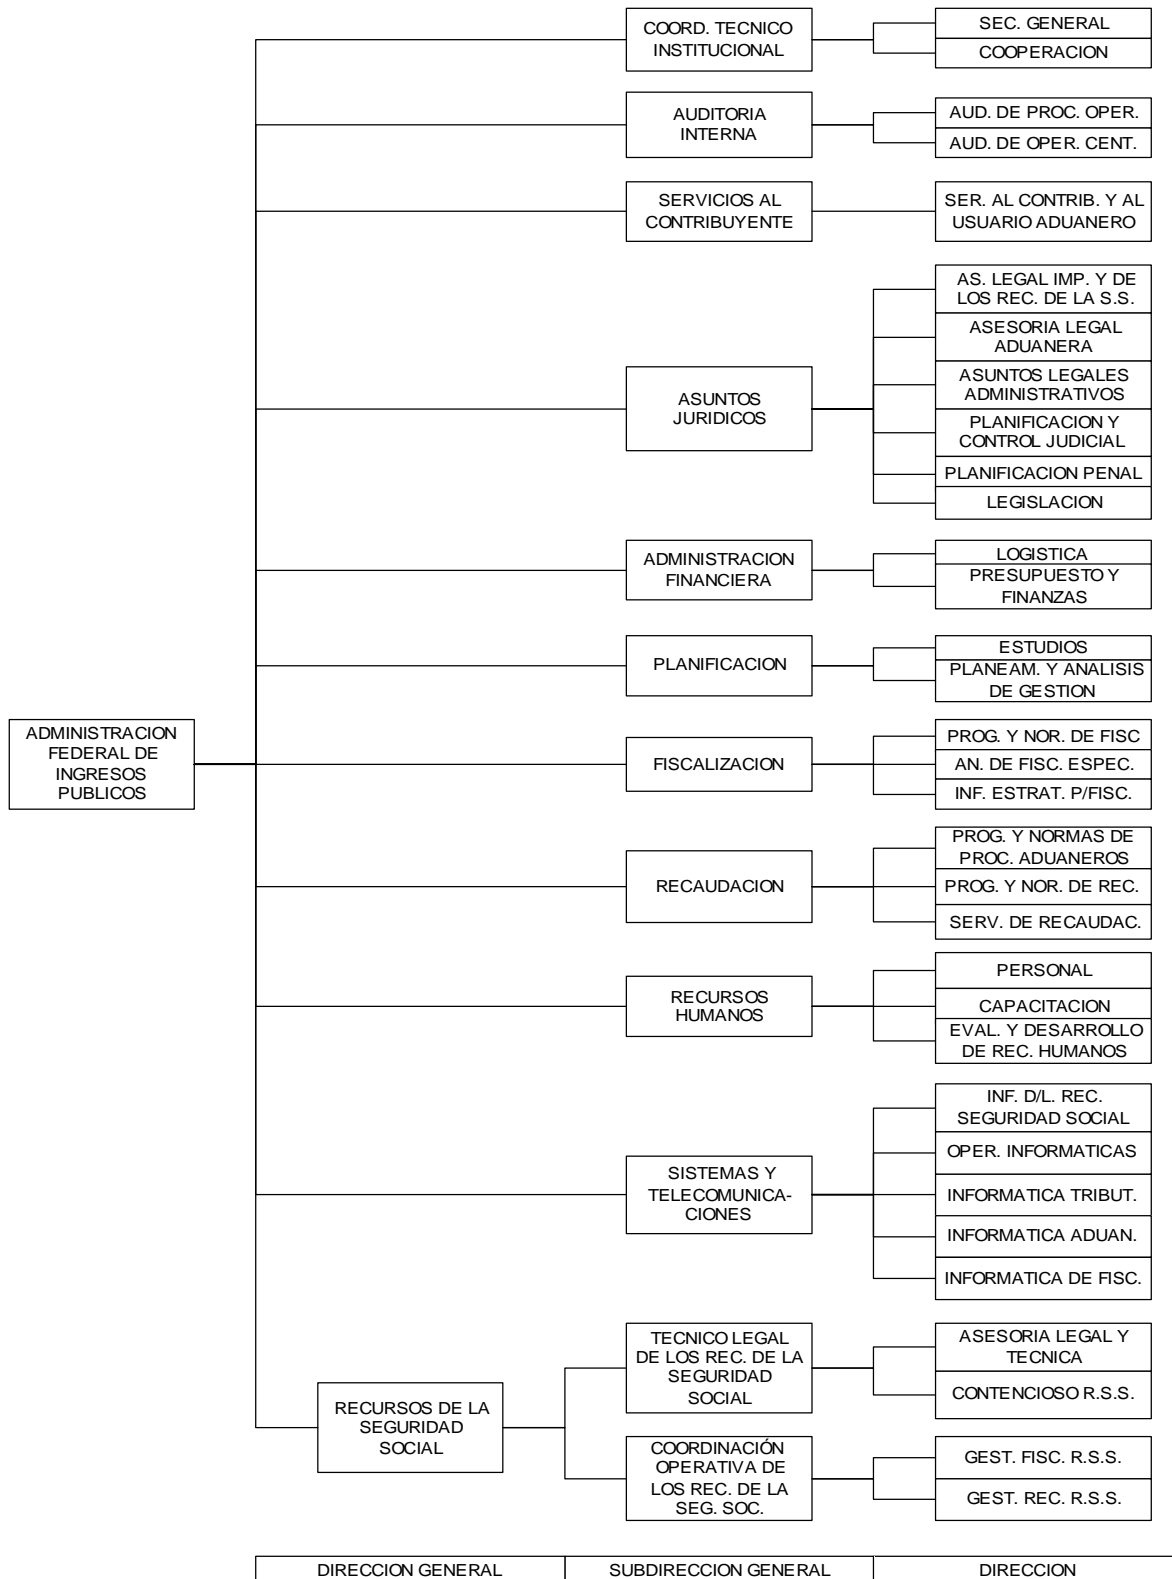 COORD. TECNICO
INSTITUCIONAL
SEC. GENERAL
COOPERACION
AUDITORIA
INTERNA
AUD. DE PROC. OPER.
AUD. DE OPER. CENT.
SERVICIOS AL
CONTRIBUYENTE
SER. AL CONTRIB. Y AL
USUARIO ADUANERO
ASUNTOS
JURIDICOS
AS. LEGAL IMP. Y DE
LOS REC. DE LA S.S.
ASESORIA LEGAL
ADUANERA
ASUNTOS LEGALES
ADMINISTRATIVOS
PLANIFICACION Y
CONTROL JUDICIAL
PLANIFICACION PENAL
LEGISLACION
ADMINISTRACION
FINANCIERA
LOGISTICA
PRESUPUESTO Y
FINANZAS
PLANIFICACION
ESTUDIOS
PLANEAM. Y ANALISIS
DE GESTION
ADMINISTRACION
FEDERAL DE
INGRESOS
PUBLICOS
FISCALIZACION
PROG. Y NOR. DE FISC
AN. DE FISC. ESPEC.
INF. ESTRAT. P/FISC.
RECAUDACION
PROG. Y NORMAS DE
PROC. ADUANEROS
PROG. Y NOR. DE REC.
SERV. DE RECAUDAC.
RECURSOS
HUMANOS
PERSONAL
CAPACITACION
EVAL. Y DESARROLLO
DE REC. HUMANOS
SISTEMAS Y
TELECOMUNICA-
CIONES
INF. D/L. REC.
SEGURIDAD SOCIAL
OPER. INFORMATICAS
INFORMATICA TRIBUT.
INFORMATICA ADUAN.
INFORMATICA DE FISC.
RECURSOS DE LA
SEGURIDAD
SOCIAL
TECNICO LEGAL
DE LOS REC. DE LA
SEGURIDAD
SOCIAL
ASESORIA LEGAL Y
TECNICA
CONTENCIOSO R.S.S.
COORDINACIÓN
OPERATIVA DE
LOS REC. DE LA
SEG. SOC.
GEST. FISC. R.S.S.
GEST. REC. R.S.S.
DIRECCION GENERAL
SUBDIRECCION GENERAL
DIRECCION